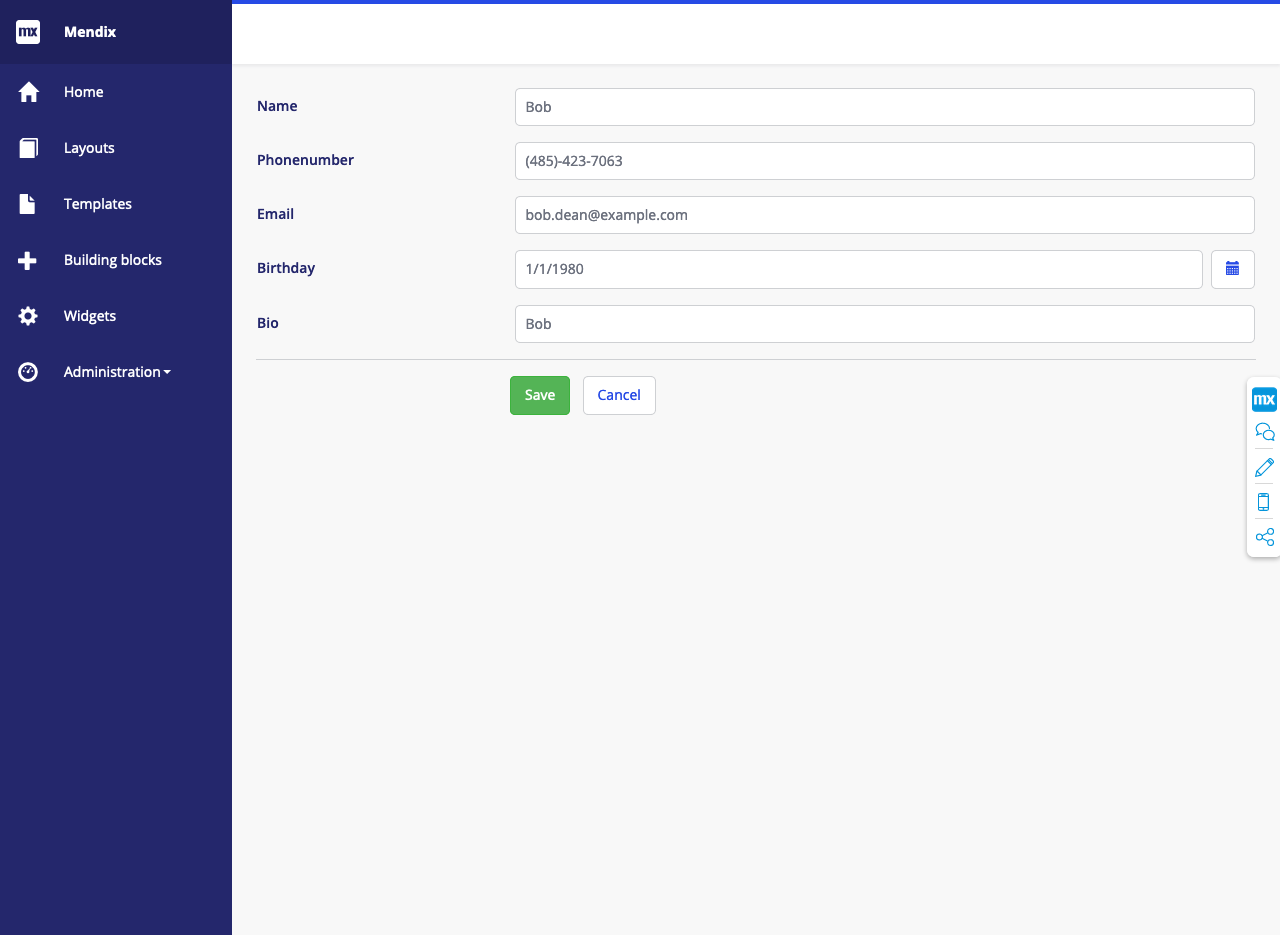 mx Mendix
Home
Layouts
Templates
Building blocks
Widgets
Administration
Name Bob
Phonenumber (485)-423-7063
Email bob.dean@example.com
Birthday 1/1/1980
Bio Bob
Save Cancel
mx